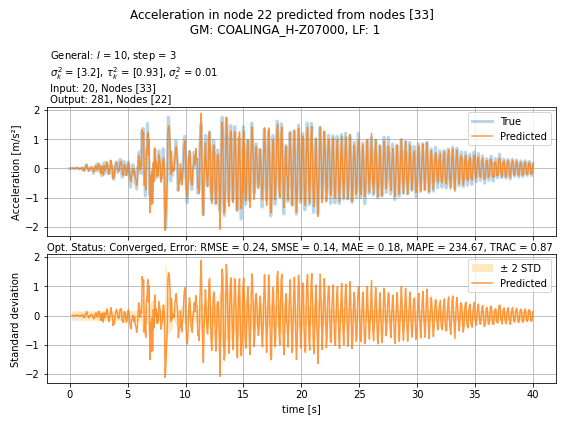 Acceleration in node 22 predicted from nodes [33]
GM: COALINGA_H-Z07000, LF: 1
General: l = 10, step = 3
σ²ₖ = [3.2], τ²ₖ = [0.93], σ²ε = 0.01
Input: 20, Nodes [33]
Output: 281, Nodes [22]
Acceleration [m/s²]
2
1
0
−1
−2
True
Predicted
Opt. Status: Converged, Error: RMSE = 0.24, SMSE = 0.14, MAE = 0.18, MAPE = 234.67, TRAC = 0.87
Standard deviation
2
1
0
−1
−2
± 2 STD
Predicted
0 5 10 15 20 25 30 35 40
time [s]